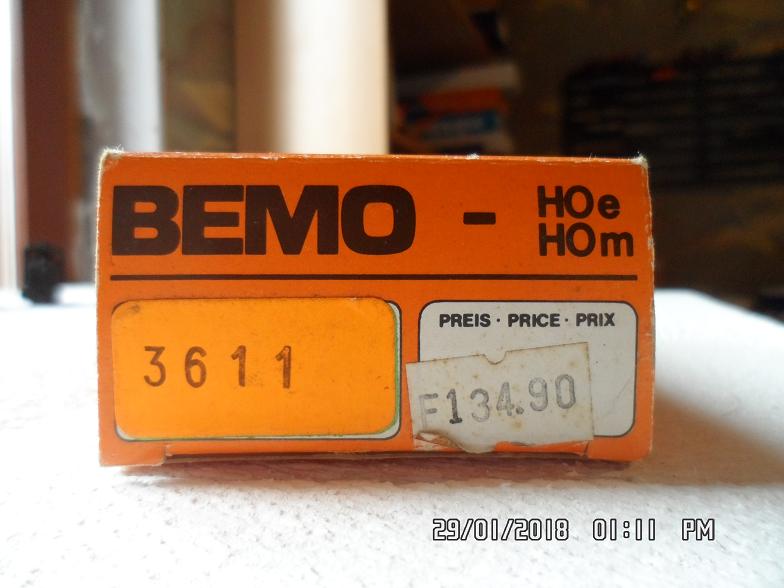 BEMO - HOe
HOm
3611
PREIS · PRICE · PRIX
F134.90
29/01/2018 01:11 PM